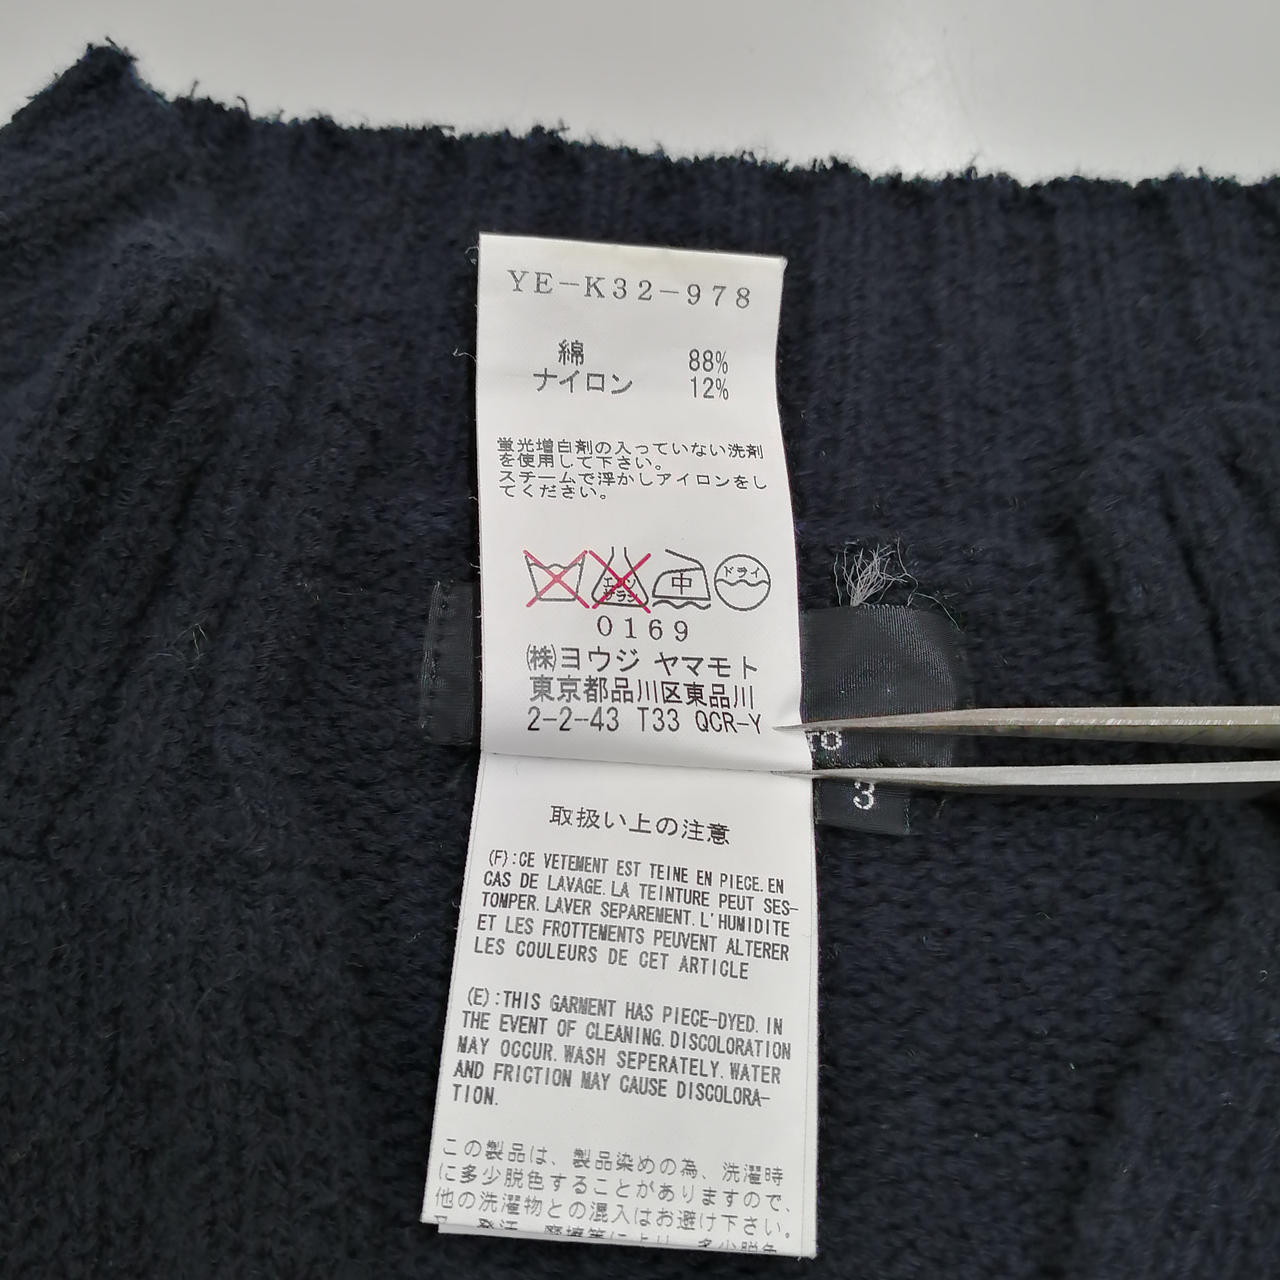 YE-K32-978
綿 88%
ナイロン 12%
蛍光増白剤の入っていない洗剤
を使用して下さい。
スチームで浮かしアイロンをし
てください。
エンソ サラシ 中 ドライ
0169
㈱ヨウジ ヤマモト
東京都品川区東品川
2-2-43 T33 QCR-Y
TO
3
取扱い上の注意
(F):CE VETEMENT EST TEINE EN PIECE.EN
CAS DE LAVAGE.LA TEINTURE PEUT SES-
TOMPER.LAVER SEPAREMENT.L'HUMIDITE
ET LES FROTTEMENTS PEUVENT ALTERER
LES COULEURS DE CET ARTICLE
(E):THIS GARMENT HAS PIECE-DYED.IN
THE EVENT OF CLEANING.DISCOLORATION
MAY OCCUR.WASH SEPERATELY.WATER
AND FRICTION MAY CAUSE DISCOLORA-
TION.
この製品は、製品染めの為、洗濯時
に多少脱色することがありますので、
他の洗濯物との混入はお避け下さい。